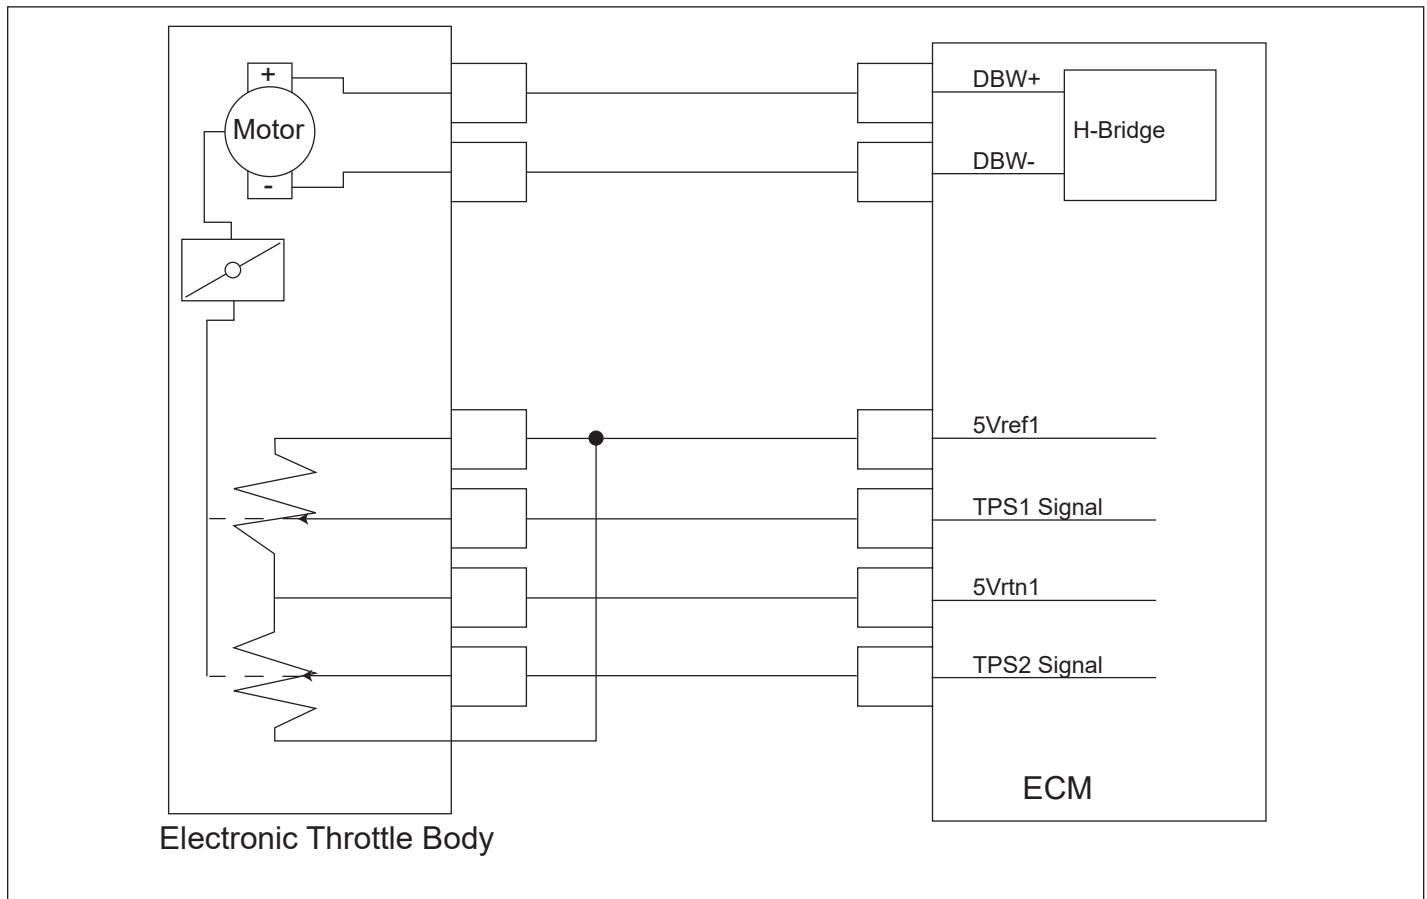 +
Motor
-
DBW+
H-Bridge
DBW-
5Vref1
TPS1 Signal
5Vrtn1
TPS2 Signal
ECM
Electronic Throttle Body